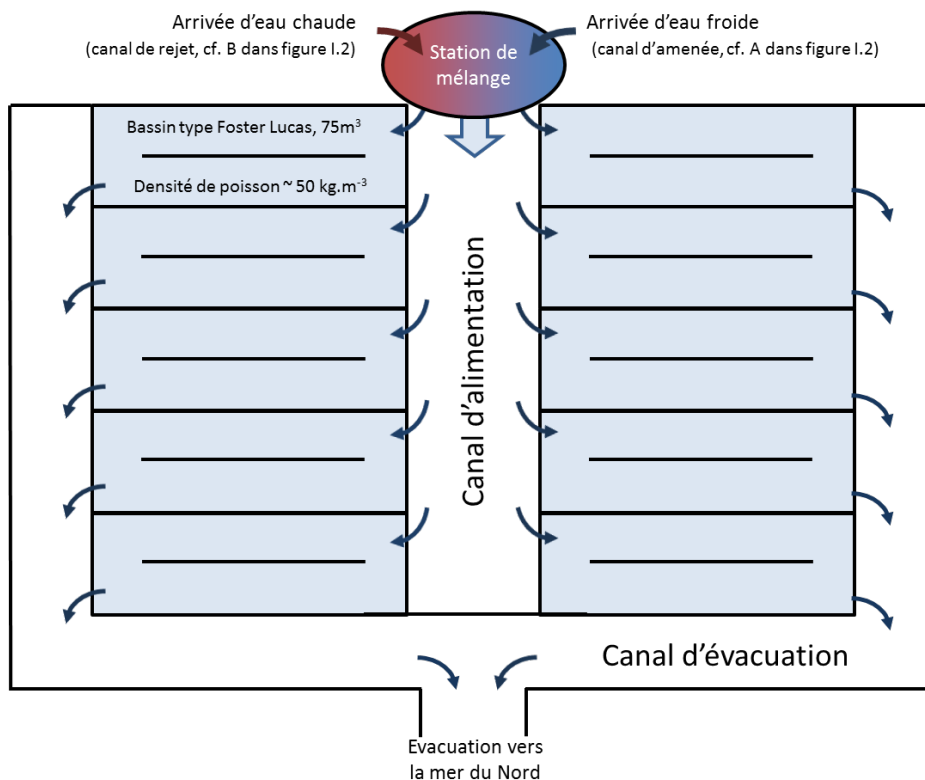 Arrivée d'eau chaude
(canal de rejet, cf. B dans figure I.2)
Station de
mélange
Arrivée d'eau froide
(canal d'amenée, cf. A dans figure I.2)
Bassin type Foster Lucas, 75m³
Densité de poisson ~ 50 kg.m⁻³
Canal d'alimentation
Canal d'évacuation
Evacuation vers
la mer du Nord